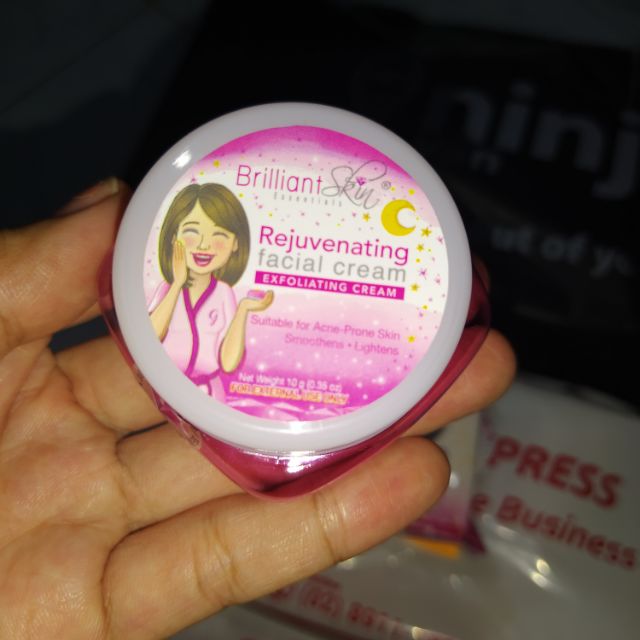 Brilliant Skin®
Essentials
Rejuvenating
facial cream
EXFOLIATING CREAM
Suitable for Acne-Prone Skin
Smoothens • Lightens
Net Weight 10 g (0.35 oz)
FOR EXTERNAL USE ONLY
ninj
ut of yo
PRESS
e Business